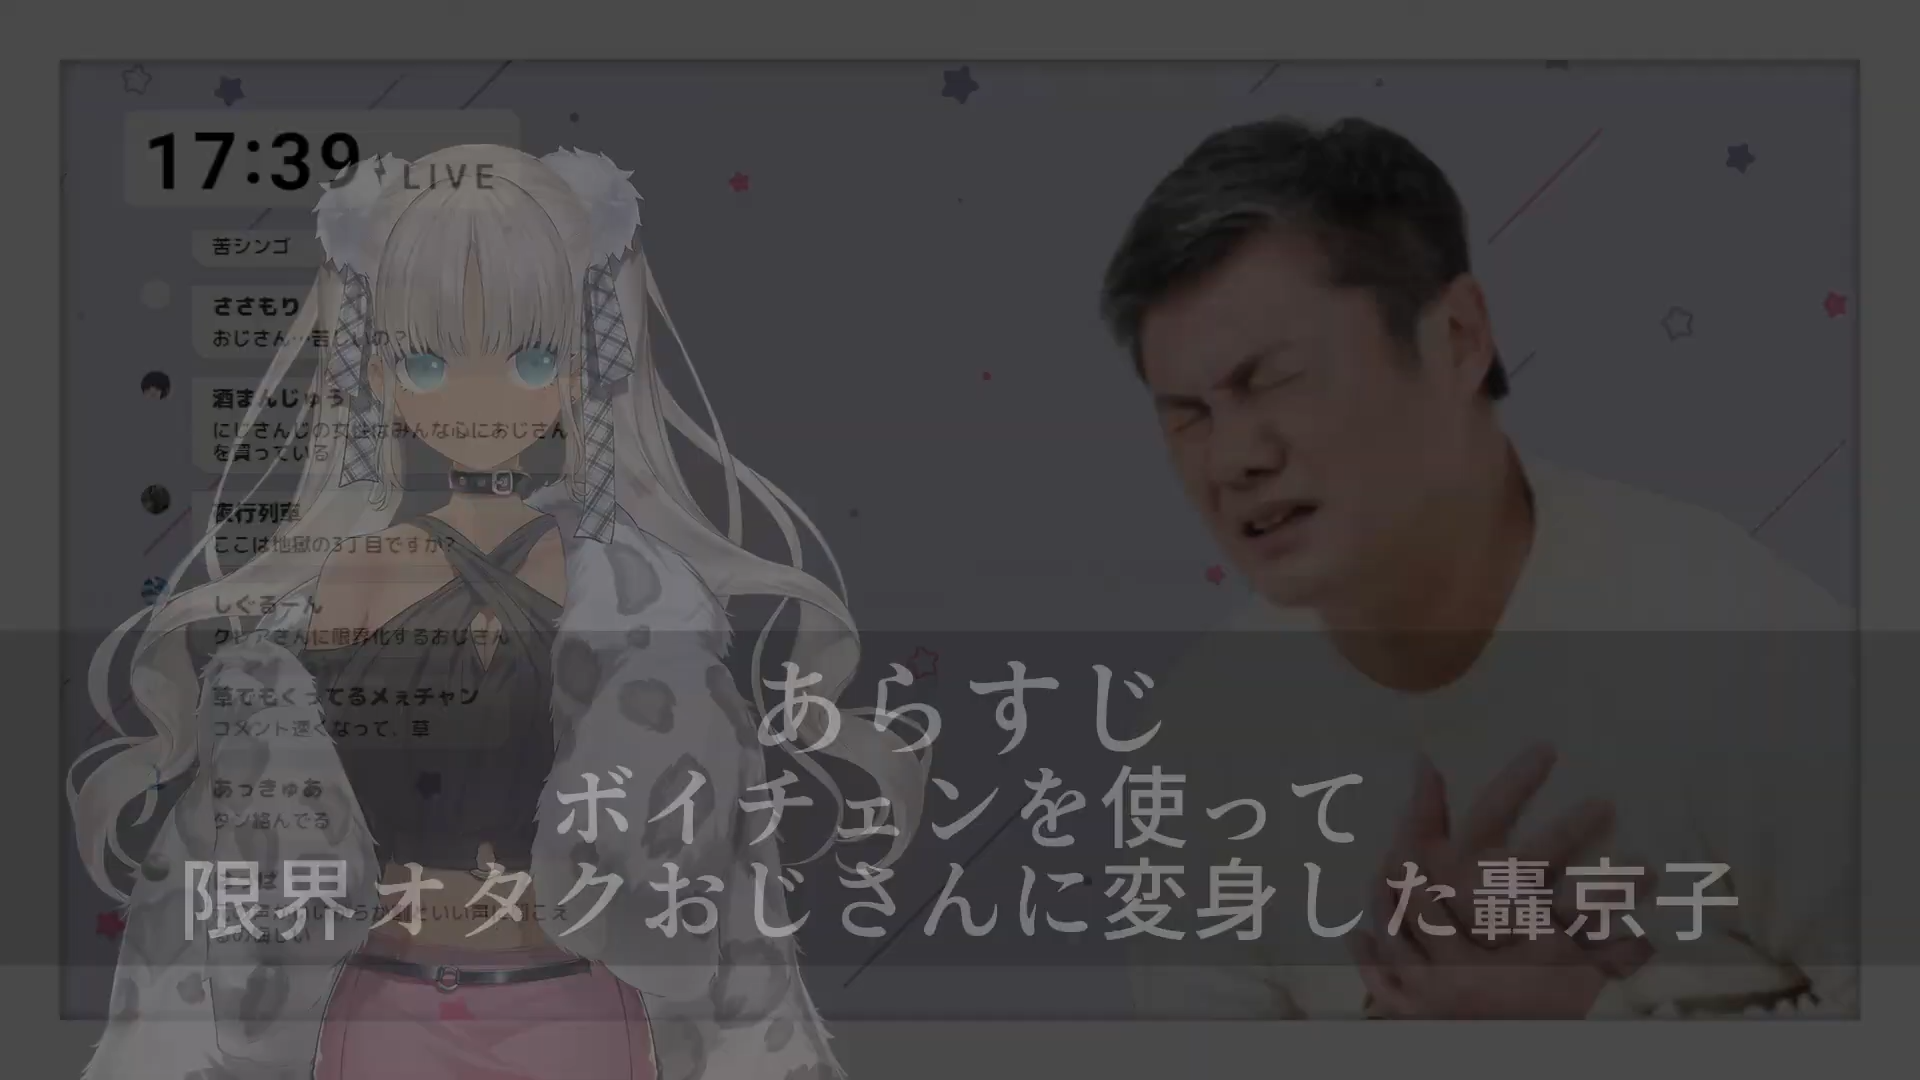 17:39 LIVE
苦シンゴ
ささもり
おじさん…苦しいの?
酒まんじゅう
にじさんじの女性はみんな心におじさん
を買っている
夜行列車
ここは地獄の3丁目ですか?
しぐるーん
クレアさんに限界化するおじさん
草でもくってるメェチャン
コメント速くなって、草
あっきゅあ
タン絡んでる
あらすじ
ボイチェンを使って
限界オタクおじさんに変身した轟京子